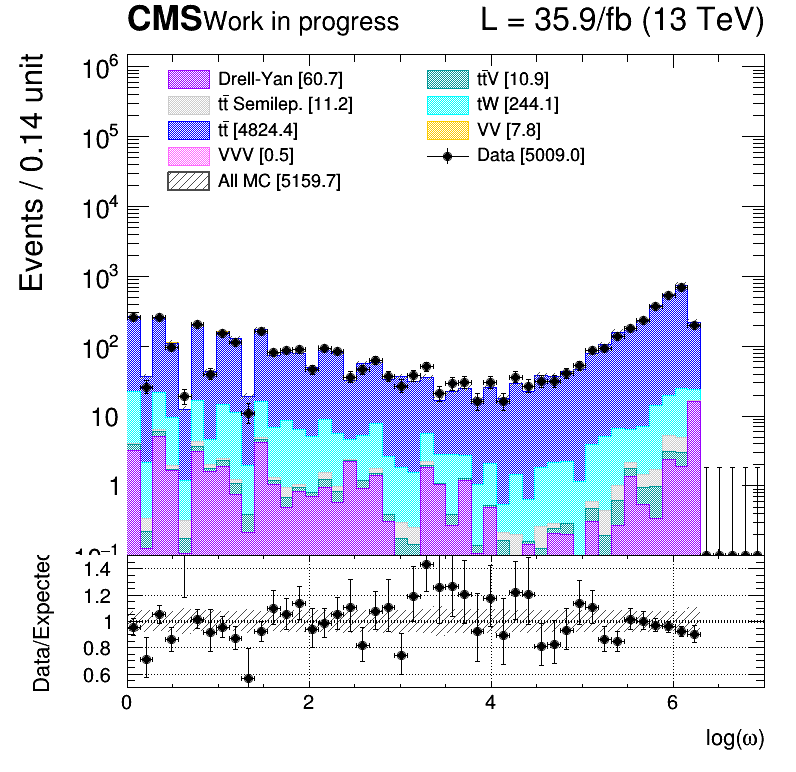 CMS Work in progress L = 35.9/fb (13 TeV)
Events / 0.14 unit
10⁶
10⁵
10⁴
10³
10²
10
1
10⁻¹
Drell-Yan [60.7]
tt̄ Semilep. [11.2]
tt̄ [4824.4]
VVV [0.5]
All MC [5159.7]
tt̄V [10.9]
tW [244.1]
VV [7.8]
Data [5009.0]
Data/Expected
1.4
1.2
1
0.8
0.6
0 2 4 6
log(ω)